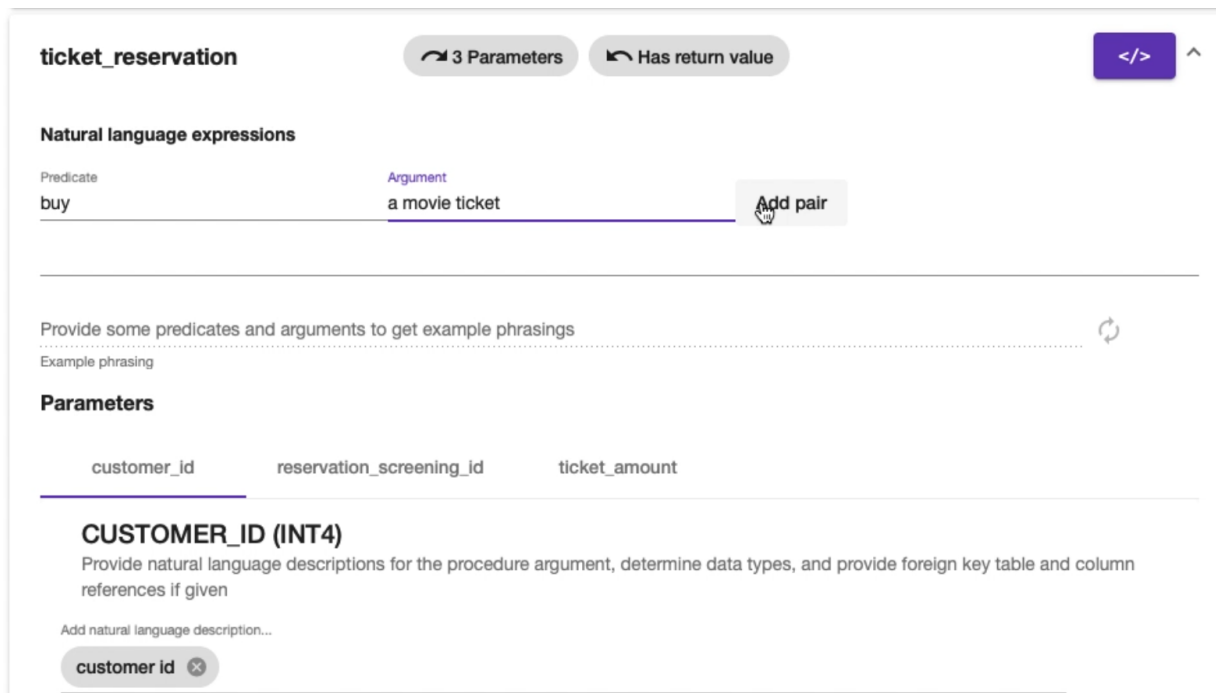 ticket_reservation 3 Parameters Has return value </>
Natural language expressions
Predicate Argument
buy a movie ticket Add pair
Provide some predicates and arguments to get example phrasings
Example phrasing
Parameters
customer_id reservation_screening_id ticket_amount
CUSTOMER_ID (INT4)
Provide natural language descriptions for the procedure argument, determine data types, and provide foreign key table and column
references if given
Add natural language description...
customer id